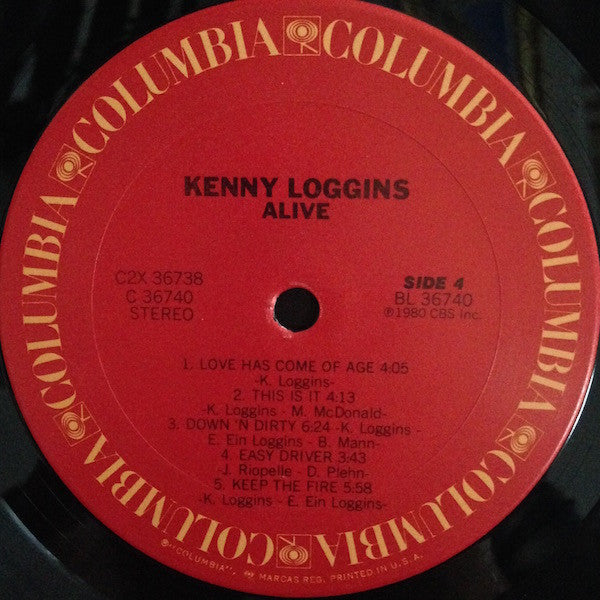 COLUMBIA COLUMBIA COLUMBIA COLUMBIA COLUMBIA COLUMBIA
KENNY LOGGINS
ALIVE
C2X 36738
C 36740
STEREO
SIDE 4
BL 36740
℗1980 CBS Inc.
1. LOVE HAS COME OF AGE 4:05
-K. Loggins-
2. THIS IS IT 4:13
-K. Loggins - M. McDonald-
3. DOWN 'N DIRTY 6:24 -K. Loggins -
E. Ein Loggins - B. Mann-
4. EASY DRIVER 3:43
-J. Riopelle - D. Plehn-
5. KEEP THE FIRE 5:58
-K. Loggins - E. Ein Loggins-
"COLUMBIA", MARCAS REG. PRINTED IN U.S.A.